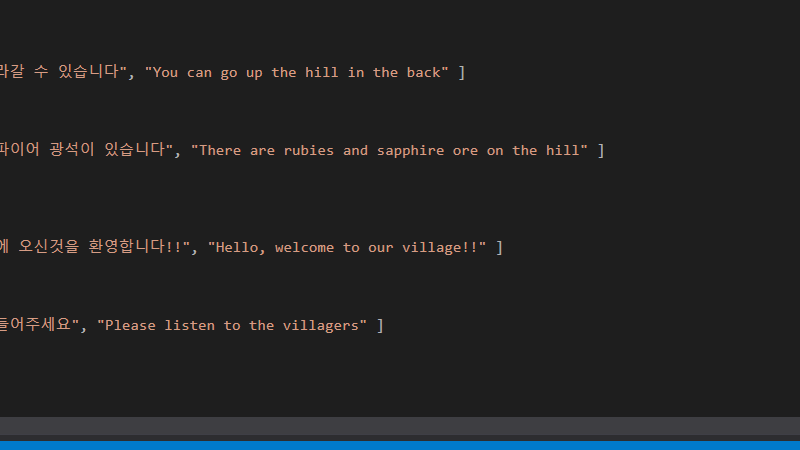 라갈 수 있습니다", "You can go up the hill in the back" ]
파이어 광석이 있습니다", "There are rubies and sapphire ore on the hill" ]
에 오신것을 환영합니다!!", "Hello, welcome to our village!!" ]
들어주세요", "Please listen to the villagers" ]